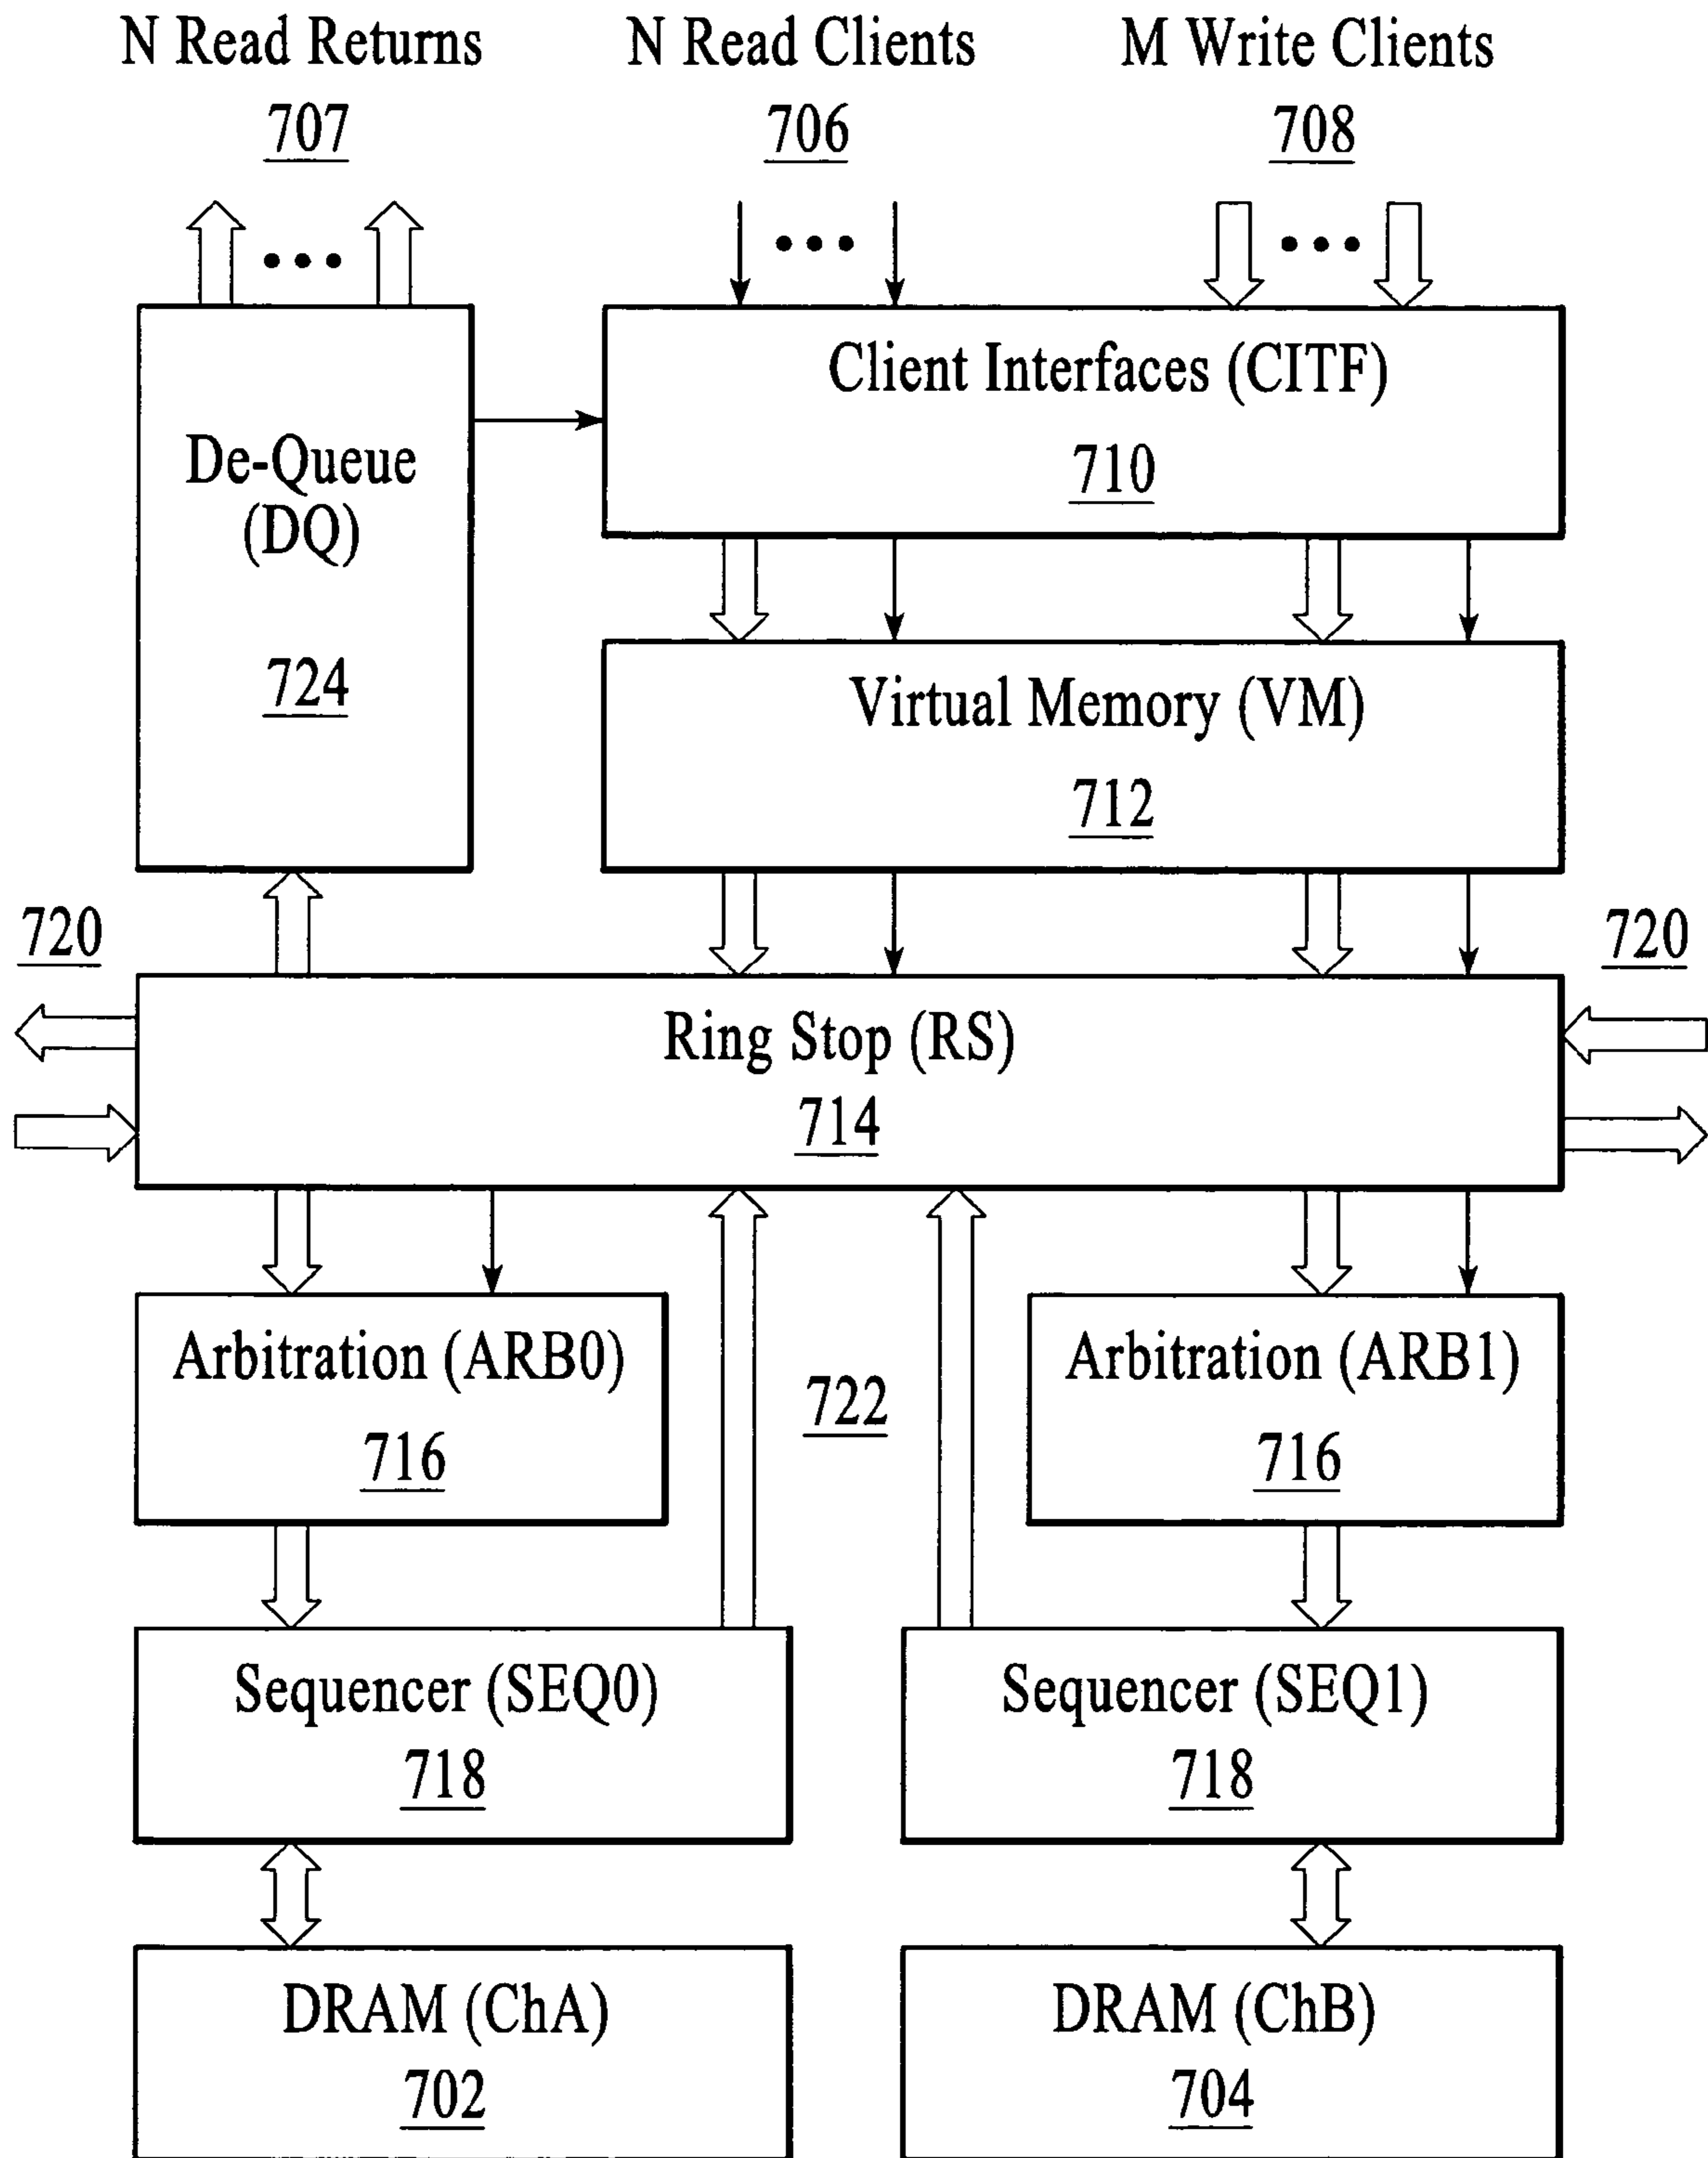 N Read Returns
707
N Read Clients
706
M Write Clients
708
De-Queue
(DQ)
724
Client Interfaces (CITF)
710
Virtual Memory (VM)
712
720
720
Ring Stop (RS)
714
Arbitration (ARB0)
716
722
Arbitration (ARB1)
716
Sequencer (SEQ0)
718
Sequencer (SEQ1)
718
DRAM (ChA)
702
DRAM (ChB)
704